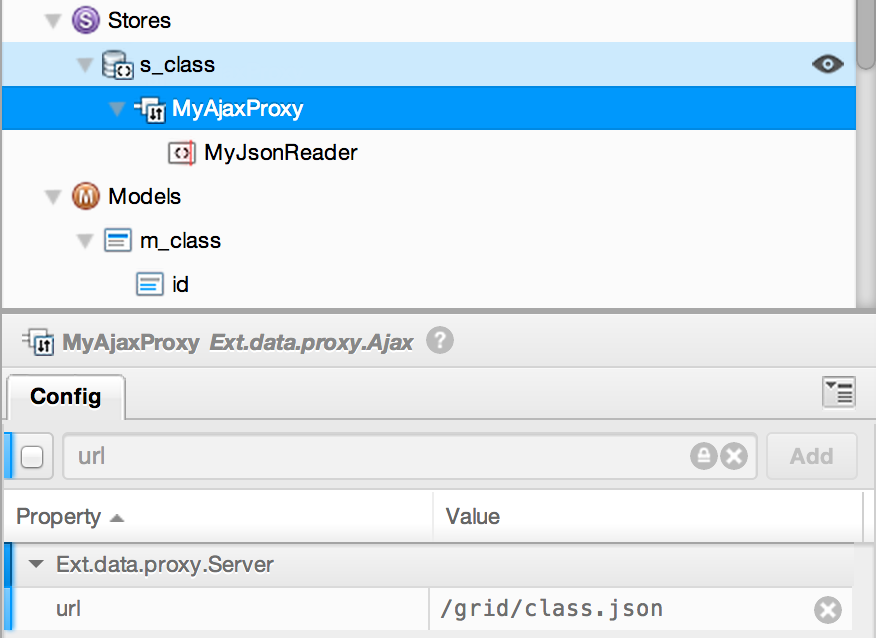 Stores
s_class
MyAjaxProxy
MyJsonReader
Models
m_class
id
MyAjaxProxy Ext.data.proxy.Ajax ?
Config
url Add
Property Value
Ext.data.proxy.Server
url /grid/class.json